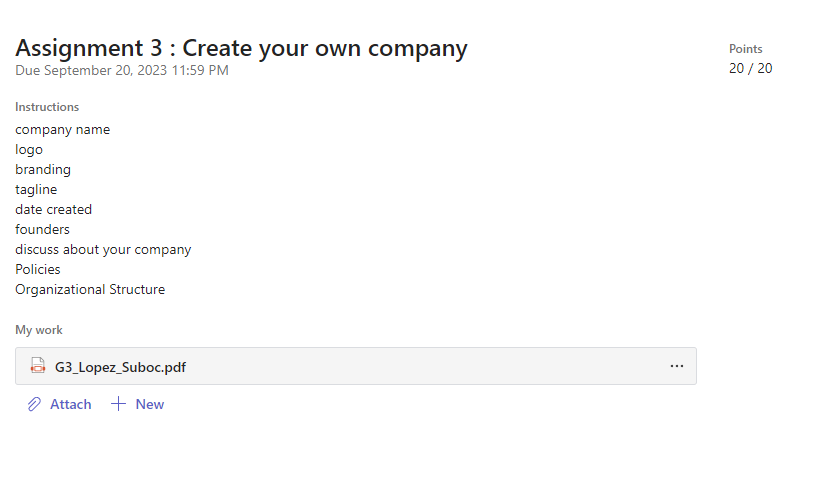 Assignment 3 : Create your own company
Due September 20, 2023 11:59 PM
Points
20 / 20
Instructions
company name
logo
branding
tagline
date created
founders
discuss about your company
Policies
Organizational Structure
My work
G3_Lopez_Suboc.pdf
Attach
New